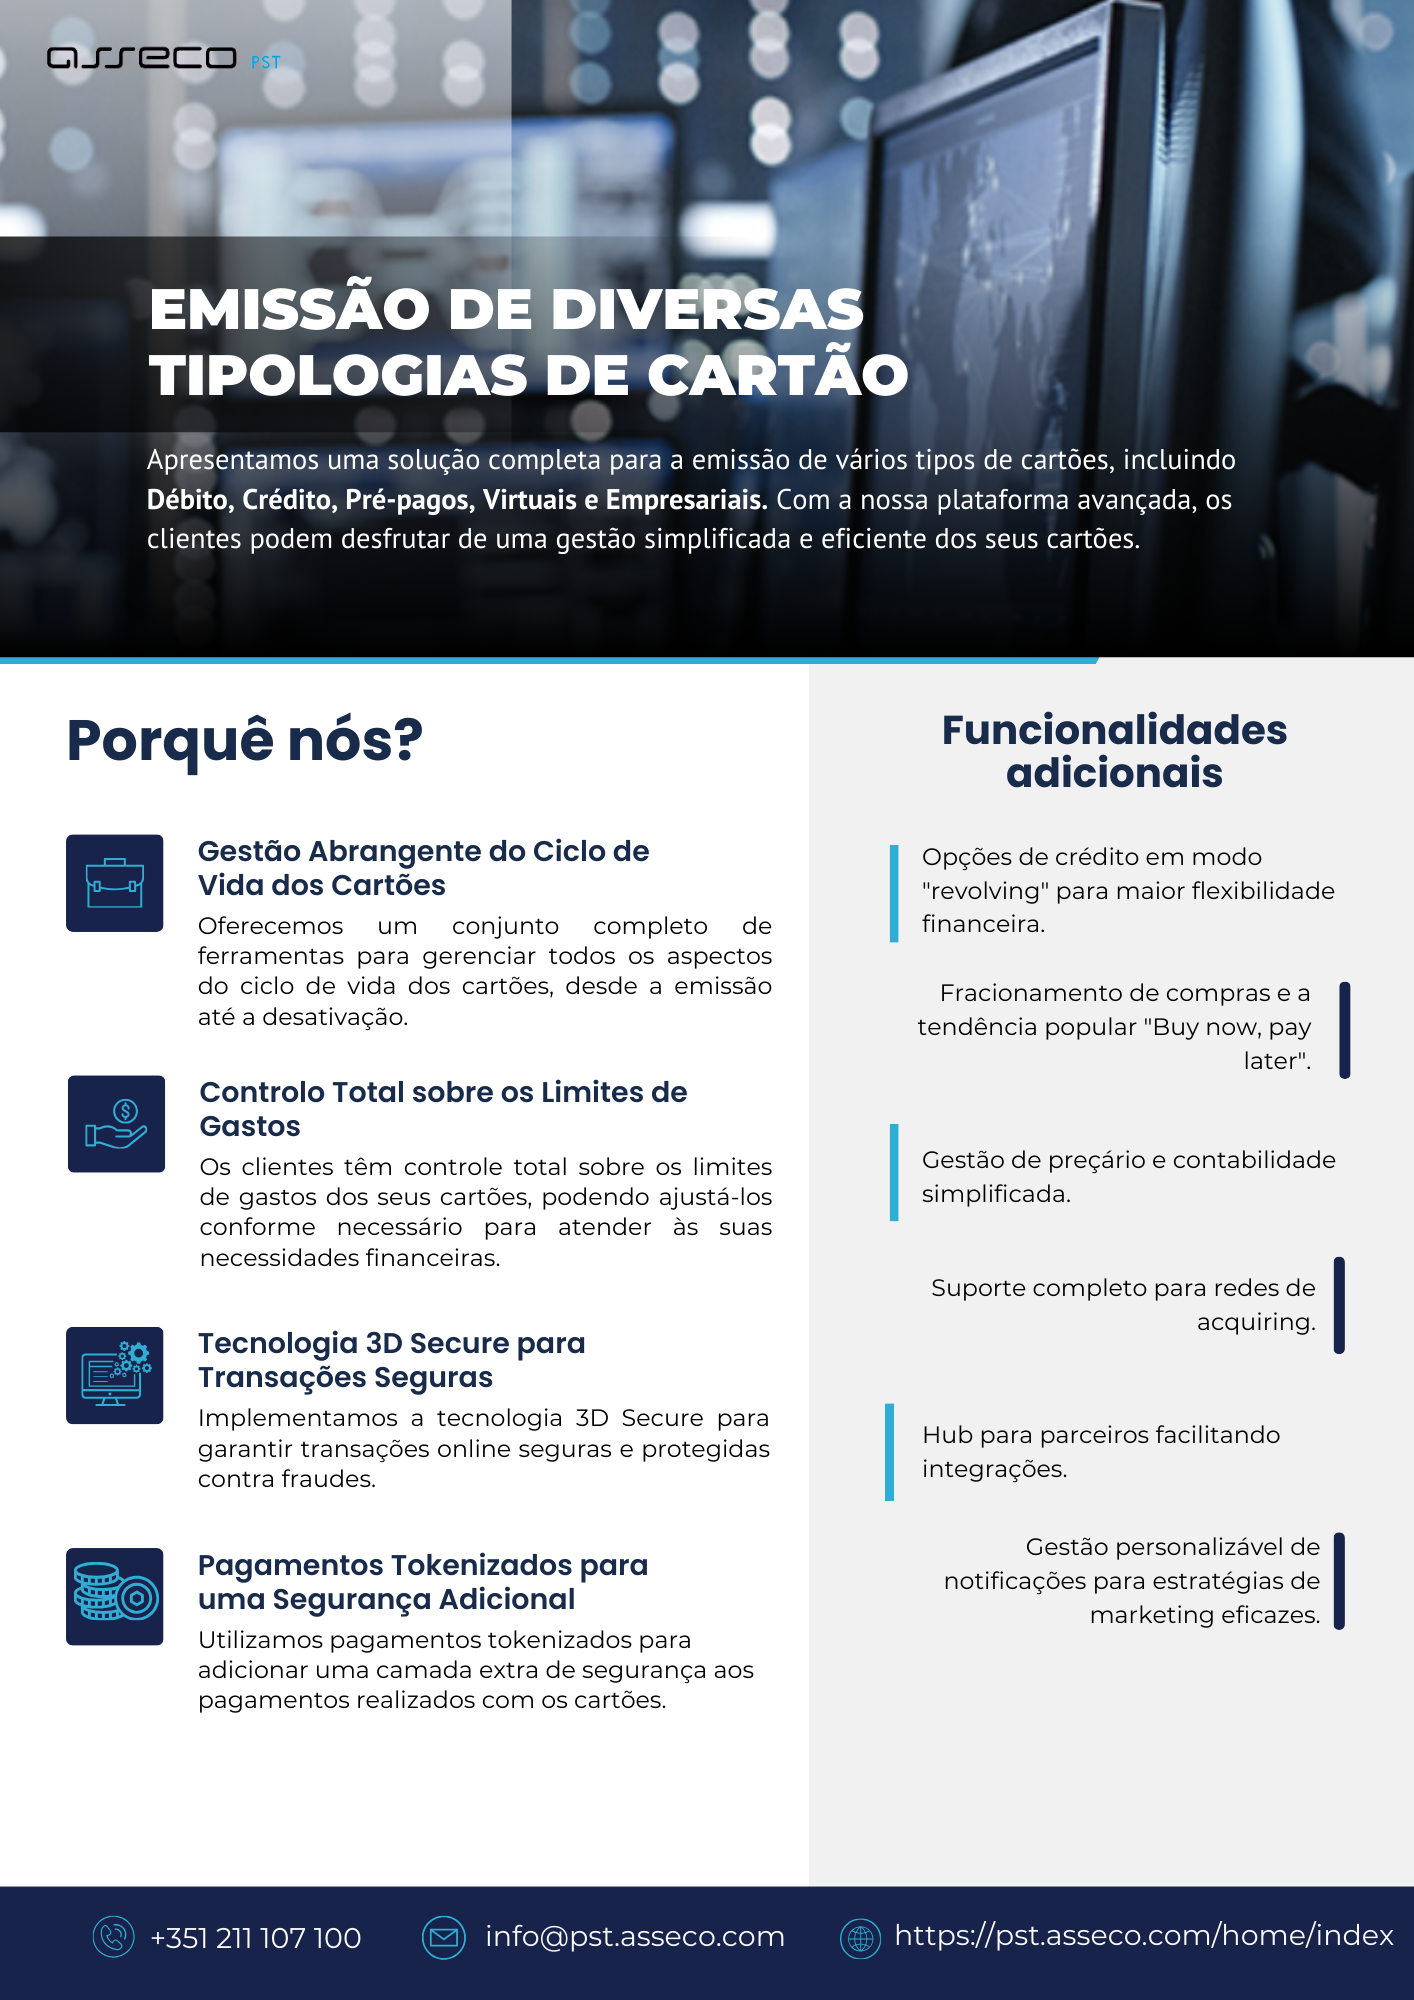 asseco PST
EMISSÃO DE DIVERSAS
TIPOLOGIAS DE CARTÃO
Apresentamos uma solução completa para a emissão de vários tipos de cartões, incluindo
Débito, Crédito, Pré-pagos, Virtuais e Empresariais. Com a nossa plataforma avançada, os
clientes podem desfrutar de uma gestão simplificada e eficiente dos seus cartões.
Porquê nós?
Gestão Abrangente do Ciclo de
Vida dos Cartões
Oferecemos um conjunto completo de
ferramentas para gerenciar todos os aspectos
do ciclo de vida dos cartões, desde a emissão
até a desativação.
Controlo Total sobre os Limites de
Gastos
Os clientes têm controle total sobre os limites
de gastos dos seus cartões, podendo ajustá-los
conforme necessário para atender às suas
necessidades financeiras.
Tecnologia 3D Secure para
Transações Seguras
Implementamos a tecnologia 3D Secure para
garantir transações online seguras e protegidas
contra fraudes.
Pagamentos Tokenizados para
uma Segurança Adicional
Utilizamos pagamentos tokenizados para
adicionar uma camada extra de segurança aos
pagamentos realizados com os cartões.
Funcionalidades
adicionais
Opções de crédito em modo
"revolving" para maior flexibilidade
financeira.
Fracionamento de compras e a
tendência popular "Buy now, pay
later".
Gestão de preçário e contabilidade
simplificada.
Suporte completo para redes de
acquiring.
Hub para parceiros facilitando
integrações.
Gestão personalizável de
notificações para estratégias de
marketing eficazes.
+351 211 107 100
info@pst.asseco.com
https://pst.asseco.com/home/index